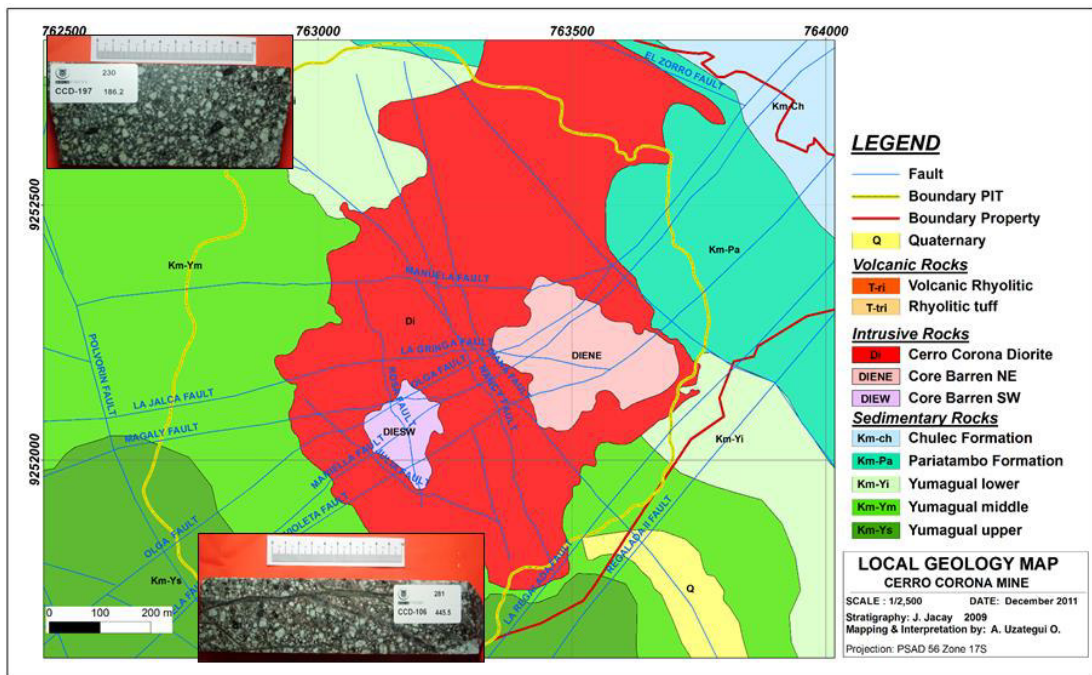 762500
763000
763500
764000
9252500
9252000
230
CCD-197
186.2
EL ZORRO FAULT
Km-Ch
Km-Pa
Km-Ym
MANUELA FAULT
Di
LA GRINGA FAULT
DIENE
OLGA FAULT
ROSA FAULT
NANCY FAULT
POLVORIN FAULT
LA JALCA FAULT
MAGALY FAULT
DIESW
MARIELLA FAULT
Km-Yi
OLGA FAULT
VIOLETA FAULT
Km-Ys
LA REGALADA FAULT
REGALADA II FAULT
Q
281
CCD-106
445.5
0 100 200 m
LEGEND
Fault
Boundary PIT
Boundary Property
Q Quaternary
Volcanic Rocks
T-ri Volcanic Rhyolitic
T-tri Rhyolitic tuff
Intrusive Rocks
Di Cerro Corona Diorite
DIENE Core Barren NE
DIEW Core Barren SW
Sedimentary Rocks
Km-ch Chulec Formation
Km-Pa Pariatambo Formation
Km-Yi Yumagual lower
Km-Ym Yumagual middle
Km-Ys Yumagual upper
LOCAL GEOLOGY MAP
CERRO CORONA MINE
SCALE : 1/2,500 DATE: December 2011
Stratigraphy: J. Jacay 2009
Mapping & Interpretation by: A. Uzategui O.
Projection: PSAD 56 Zone 17S